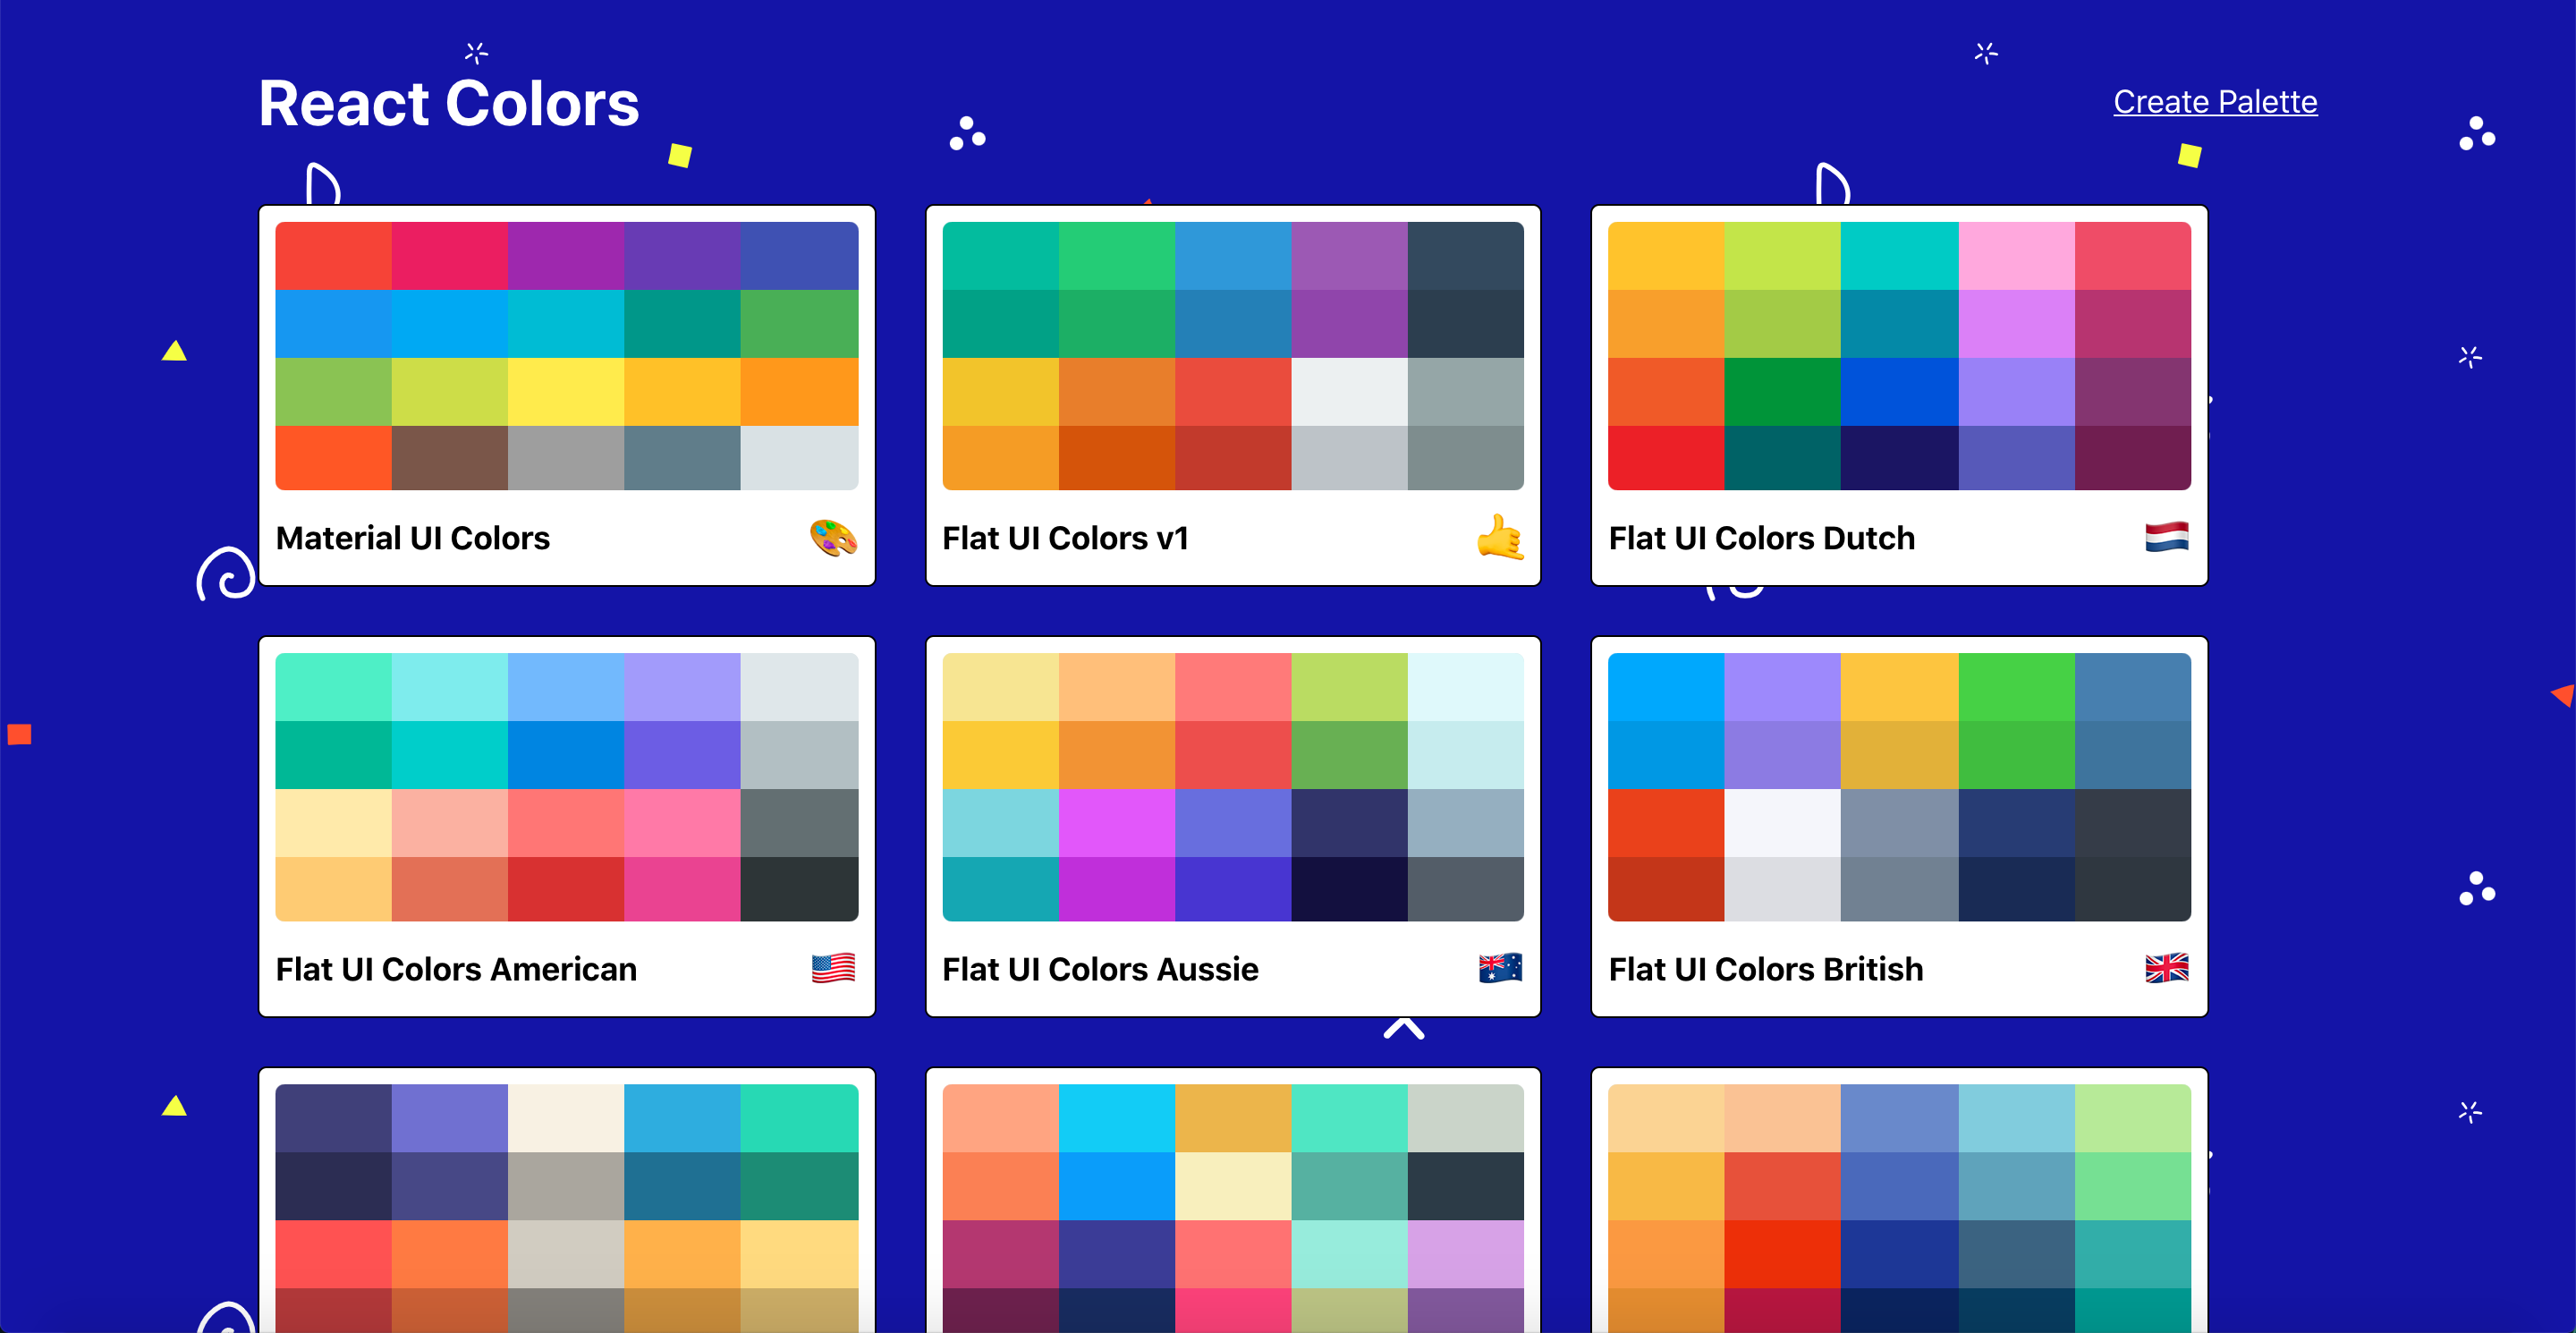 React Colors
Create Palette
Material UI Colors
Flat UI Colors v1
Flat UI Colors Dutch
Flat UI Colors American
Flat UI Colors Aussie
Flat UI Colors British